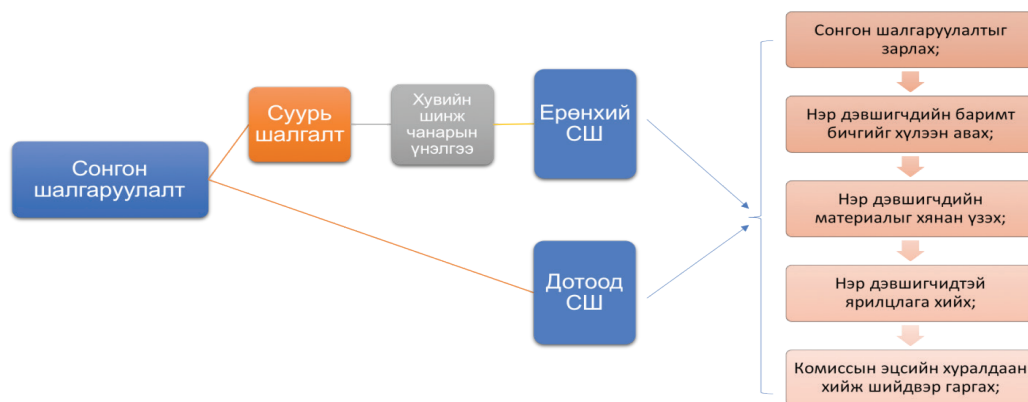 Сонгон
шалгаруулалт
Суурь
шалгалт
Хувийн
шинж
чанарын
үнэлгээ
Ерөнхий
СШ
Дотоод
СШ
Сонгон шалгаруулалтыг
зарлах;
Нэр дэвшигчдийн баримт
бичгийг хүлээн авах;
Нэр дэвшигчдийн
материалыг хянан үзэх;
Нэр дэвшигчидтэй
ярилцлага хийх;
Комиссын эцсийн хуралдаан
хийж шийдвэр гаргах;